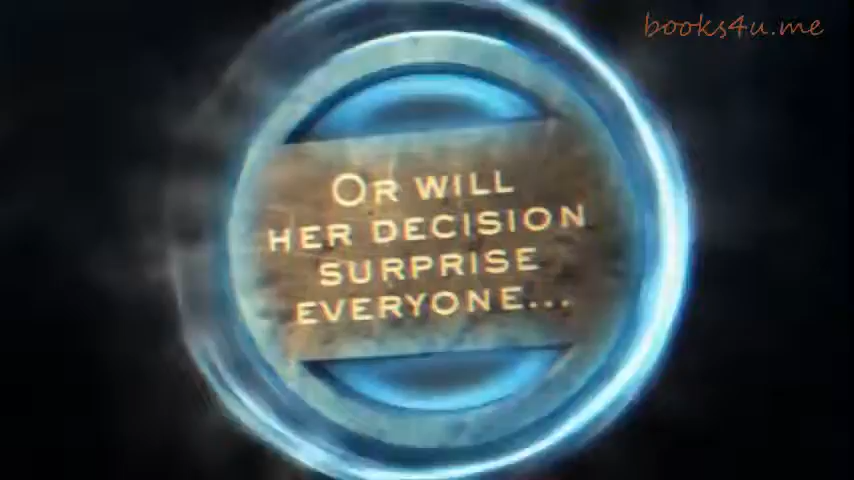 books4u.me
OR WILL
HER DECISION
SURPRISE
EVERYONE...